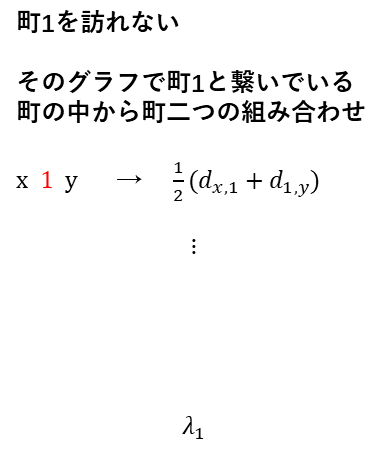 町1を訪れない
そのグラフで町1と繋いでいる
町の中から町二つの組み合わせ
x 1 y → 1/2 (d_{x,1} + d_{1,y})
⋮
λ_1